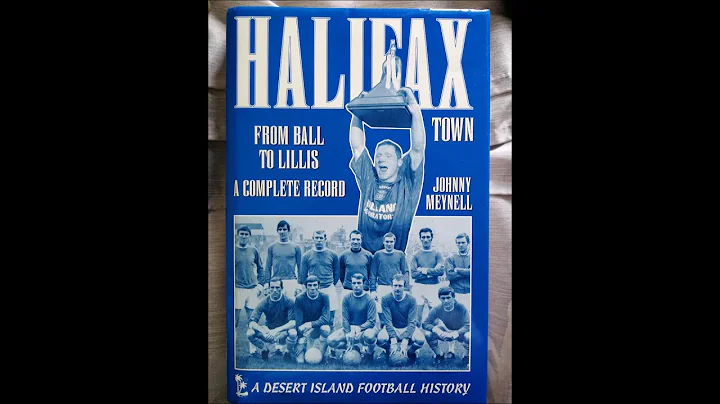 HALIFAX
TOWN
FROM BALL
TO LILLIS
A COMPLETE RECORD
JOHNNY
MEYNELL
A DESERT ISLAND FOOTBALL HISTORY